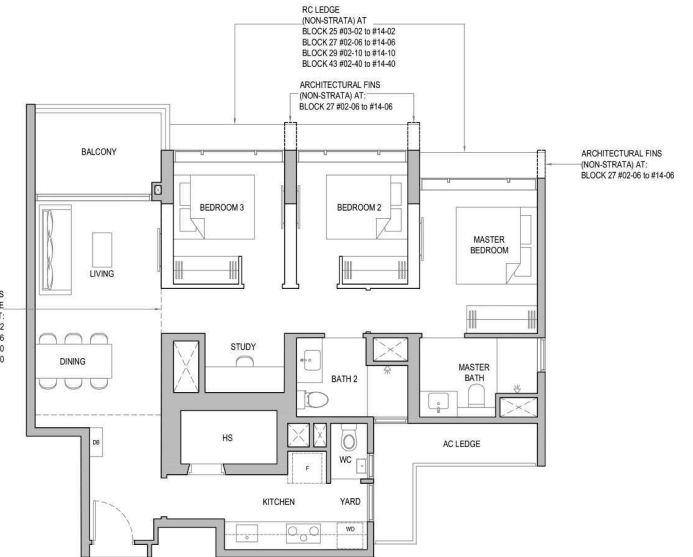 RC LEDGE
(NON-STRATA) AT
BLOCK 25 #03-02 to #14-02
BLOCK 27 #02-06 to #14-06
BLOCK 29 #02-10 to #14-10
BLOCK 43 #02-40 to #14-40
ARCHITECTURAL FINS
(NON-STRATA) AT:
BLOCK 27 #02-06 to #14-06
ARCHITECTURAL FINS
(NON-STRATA) AT:
BLOCK 27 #02-06 to #14-06
BALCONY
BEDROOM 3
BEDROOM 2
MASTER
BEDROOM
LIVING
S
E
T:
2
6
0
0
DINING
STUDY
BATH 2
MASTER
BATH
DB
HS
WC
AC LEDGE
F
KITCHEN
YARD
WD